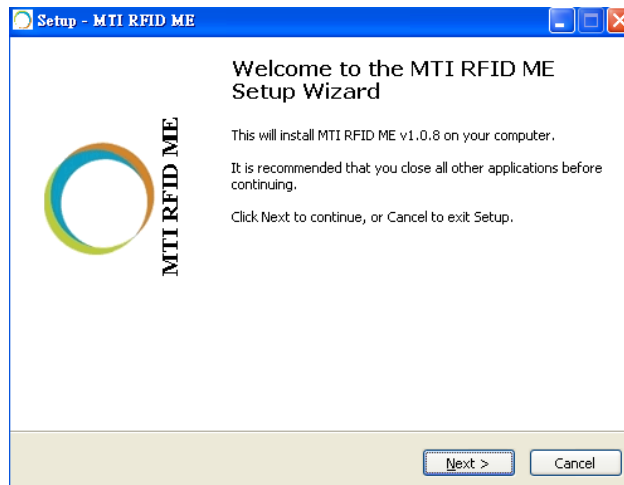 Setup - MTI RFID ME
Welcome to the MTI RFID ME
Setup Wizard
This will install MTI RFID ME v1.0.8 on your computer.
It is recommended that you close all other applications before
continuing.
Click Next to continue, or Cancel to exit Setup.
MTI RFID ME
Next >
Cancel